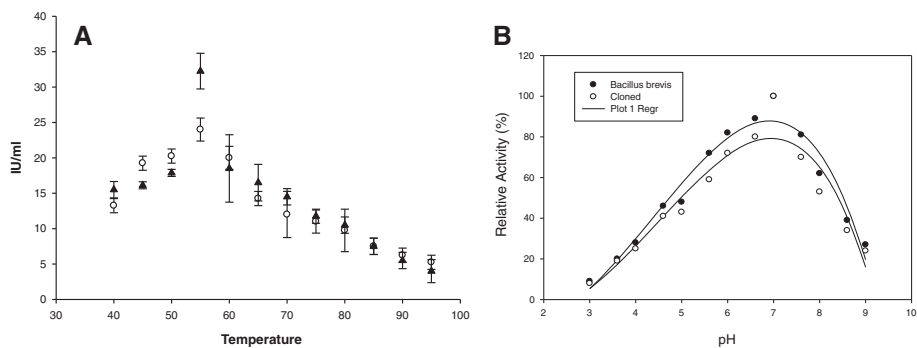 A
IU/ml
40
35
30
25
20
15
10
5
0
30 40 50 60 70 80 90 100
Temperature
B
Relative Activity (%)
120
100
80
60
40
20
0
Bacillus brevis
Cloned
Plot 1 Regr
2 3 4 5 6 7 8 9 10
pH